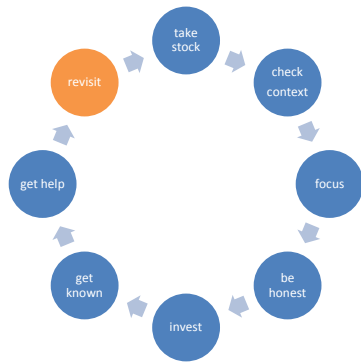 take
stock
check
context
focus
be
honest
invest
get
known
get help
revisit